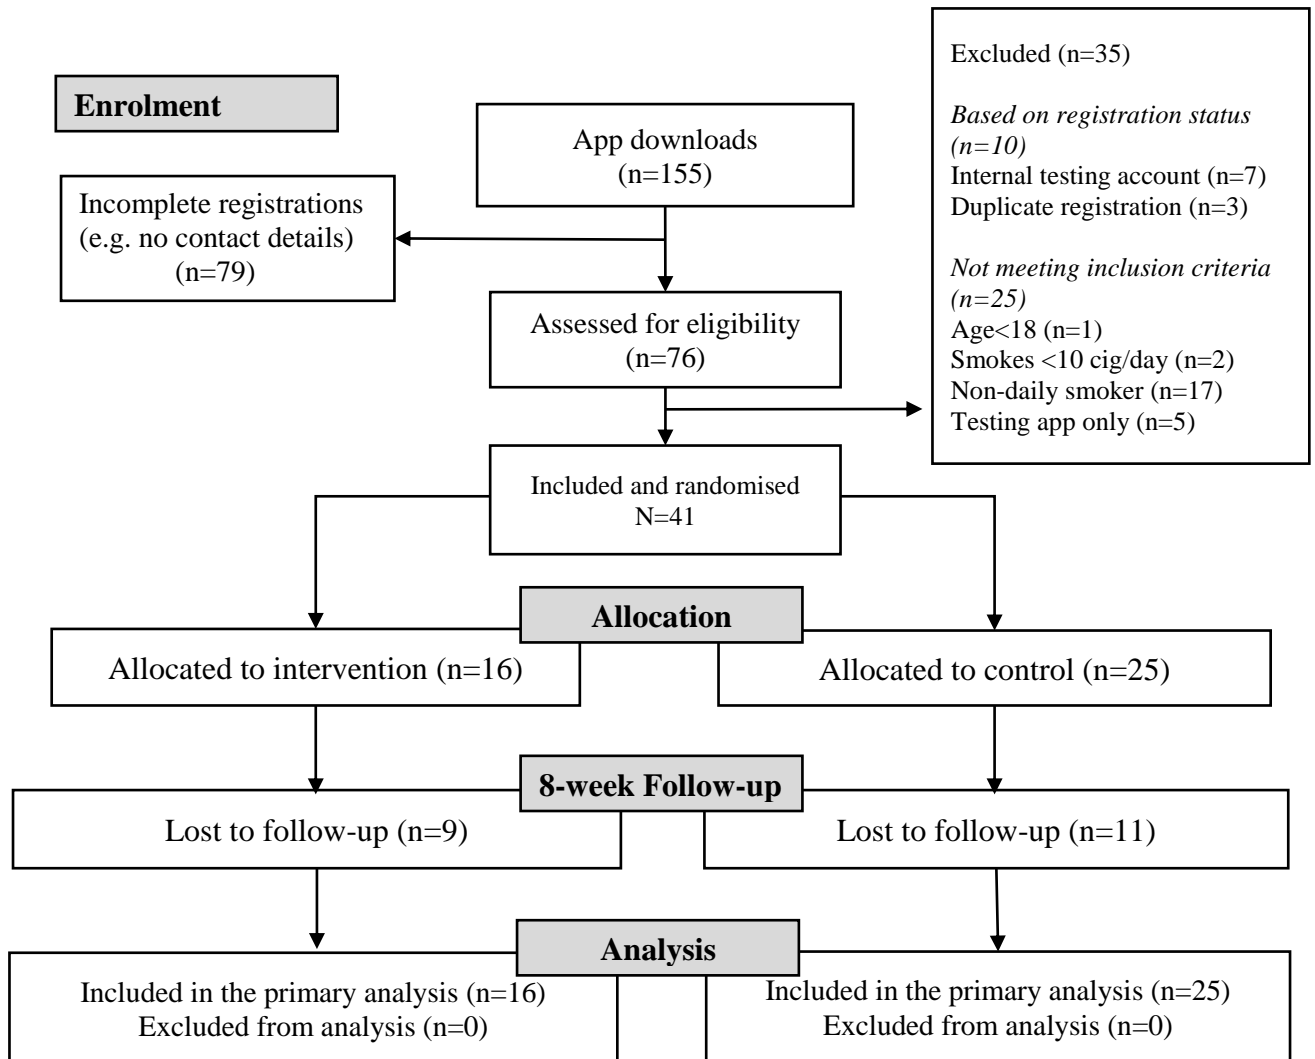 Enrolment
App downloads
(n=155)
Incomplete registrations
(e.g. no contact details)
(n=79)
Assessed for eligibility
(n=76)
Excluded (n=35)
Based on registration status
(n=10)
Internal testing account (n=7)
Duplicate registration (n=3)
Not meeting inclusion criteria
(n=25)
Age<18 (n=1)
Smokes <10 cig/day (n=2)
Non-daily smoker (n=17)
Testing app only (n=5)
Included and randomised
N=41
Allocation
Allocated to intervention (n=16)
Allocated to control (n=25)
8-week Follow-up
Lost to follow-up (n=9)
Lost to follow-up (n=11)
Analysis
Included in the primary analysis (n=16)
Excluded from analysis (n=0)
Included in the primary analysis (n=25)
Excluded from analysis (n=0)